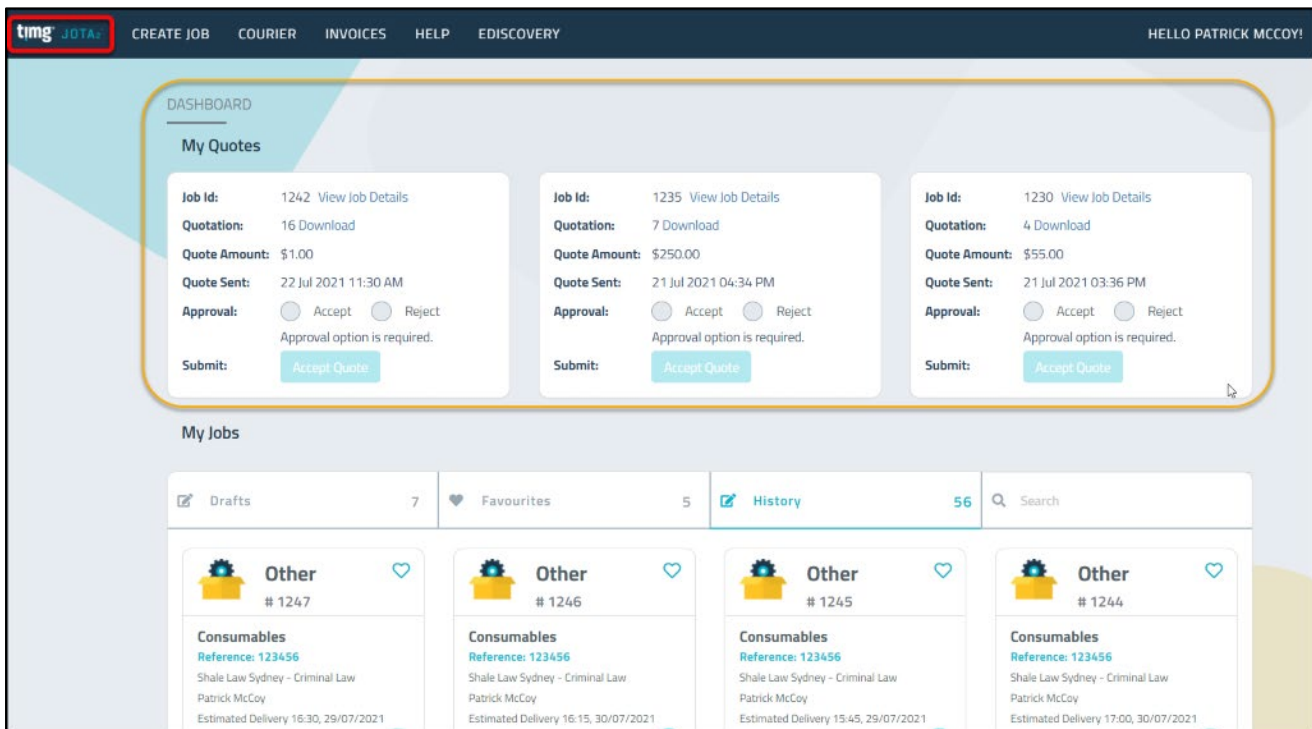 timg JOTA2 CREATE JOB COURIER INVOICES HELP EDISCOVERY HELLO PATRICK MCCOY!
DASHBOARD
My Quotes
Job Id: 1242 View Job Details
Quotation: 16 Download
Quote Amount: $1.00
Quote Sent: 22 Jul 2021 11:30 AM
Approval: Accept Reject
Approval option is required.
Submit: Accept Quote
Job Id: 1235 View Job Details
Quotation: 7 Download
Quote Amount: $250.00
Quote Sent: 21 Jul 2021 04:34 PM
Approval: Accept Reject
Approval option is required.
Submit: Accept Quote
Job Id: 1230 View Job Details
Quotation: 4 Download
Quote Amount: $55.00
Quote Sent: 21 Jul 2021 03:36 PM
Approval: Accept Reject
Approval option is required.
Submit: Accept Quote
My Jobs
Drafts 7 Favourites 5 History 56 Search
Other
# 1247
Consumables
Reference: 123456
Shale Law Sydney - Criminal Law
Patrick McCoy
Estimated Delivery 16:30, 29/07/2021
Other
# 1246
Consumables
Reference: 123456
Shale Law Sydney - Criminal Law
Patrick McCoy
Estimated Delivery 16:15, 30/07/2021
Other
# 1245
Consumables
Reference: 123456
Shale Law Sydney - Criminal Law
Patrick McCoy
Estimated Delivery 15:45, 29/07/2021
Other
# 1244
Consumables
Reference: 123456
Shale Law Sydney - Criminal Law
Patrick McCoy
Estimated Delivery 17:00, 30/07/2021